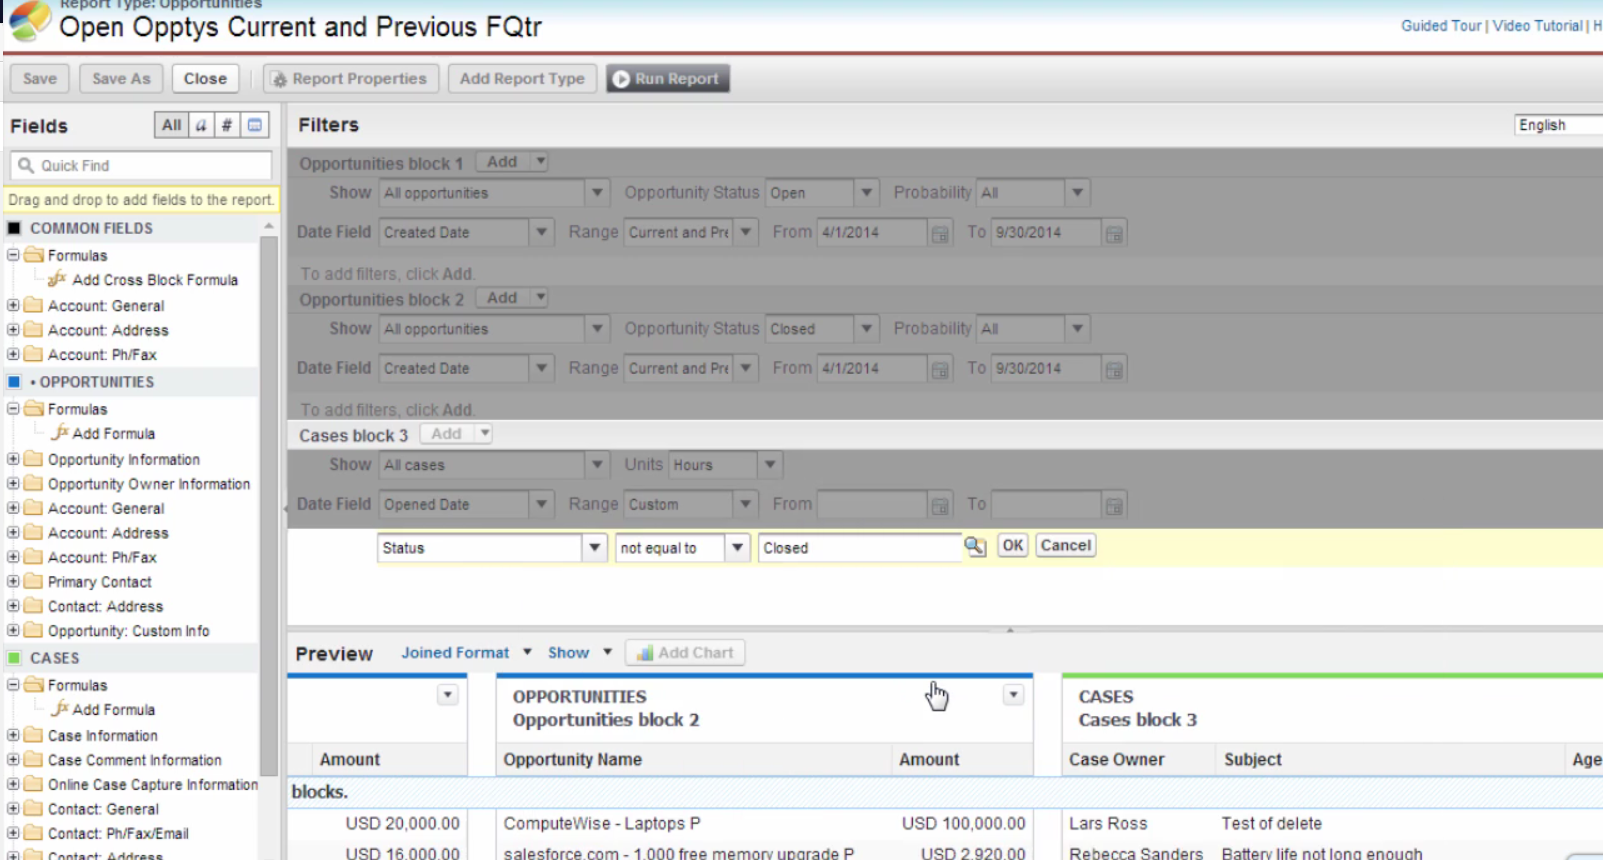 Report Type: Opportunities
Open Opptys Current and Previous FQtr
Guided Tour | Video Tutorial | H
Save Save As Close Report Properties Add Report Type Run Report
Fields All a #
Filters
English
Quick Find
Drag and drop to add fields to the report.
COMMON FIELDS
Formulas
fx Add Cross Block Formula
Account: General
Account: Address
Account: Ph/Fax
• OPPORTUNITIES
Formulas
fx Add Formula
Opportunity Information
Opportunity Owner Information
Account: General
Account: Address
Account: Ph/Fax
Primary Contact
Contact: Address
Opportunity: Custom Info
CASES
Formulas
fx Add Formula
Case Information
Case Comment Information
Online Case Capture Information
Contact: General
Contact: Ph/Fax/Email
Contact: Address
Opportunities block 1 Add
Show All opportunities Opportunity Status Open Probability All
Date Field Created Date Range Current and Pre From 4/1/2014 To 9/30/2014
To add filters, click Add.
Opportunities block 2 Add
Show All opportunities Opportunity Status Closed Probability All
Date Field Created Date Range Current and Pre From 4/1/2014 To 9/30/2014
To add filters, click Add.
Cases block 3 Add
Show All cases Units Hours
Date Field Opened Date Range Custom From To
Status not equal to Closed OK Cancel
Preview Joined Format Show Add Chart
OPPORTUNITIES
Opportunities block 2
CASES
Cases block 3
Amount Opportunity Name Amount Case Owner Subject Age
blocks.
USD 20,000.00 ComputeWise - Laptops P USD 100,000.00 Lars Ross Test of delete
USD 16,000.00 salesforce.com - 1,000 free memory upgrade P USD 2,920.00 Rebecca Sanders Battery life not long enough